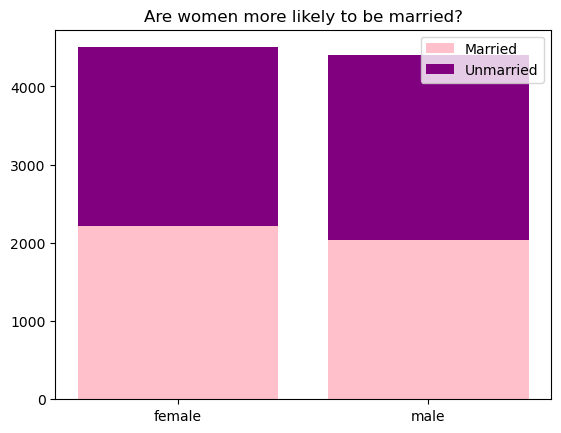 Are women more likely to be married?
Married
Unmarried
4000
3000
2000
1000
0
female
male